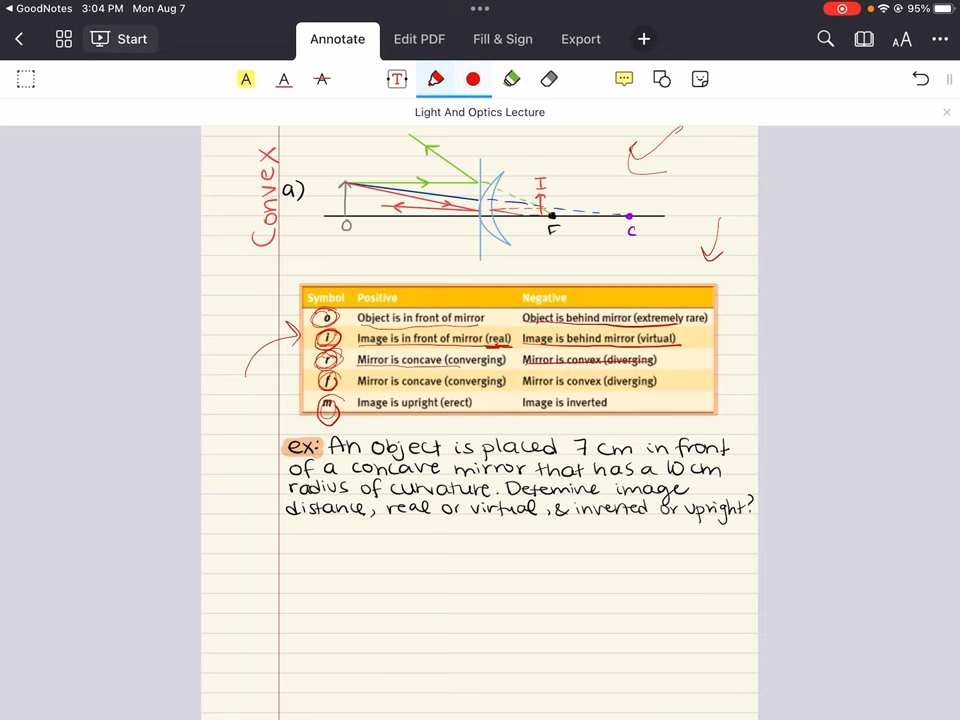 GoodNotes 3:04 PM Mon Aug 7 95%
Start Annotate Edit PDF Fill & Sign Export
A A A T
Light And Optics Lecture
Convex
a)
I
O F C
Symbol Positive Negative
o Object is in front of mirror Object is behind mirror (extremely rare)
i Image is in front of mirror (real) Image is behind mirror (virtual)
r Mirror is concave (converging) Mirror is convex (diverging)
f Mirror is concave (converging) Mirror is convex (diverging)
m Image is upright (erect) Image is inverted
ex: An Object is placed 7 cm in front
of a concave mirror that has a 10 cm
radius of curvature. Detemine image
distance, real or virtual, & inverted or upright?